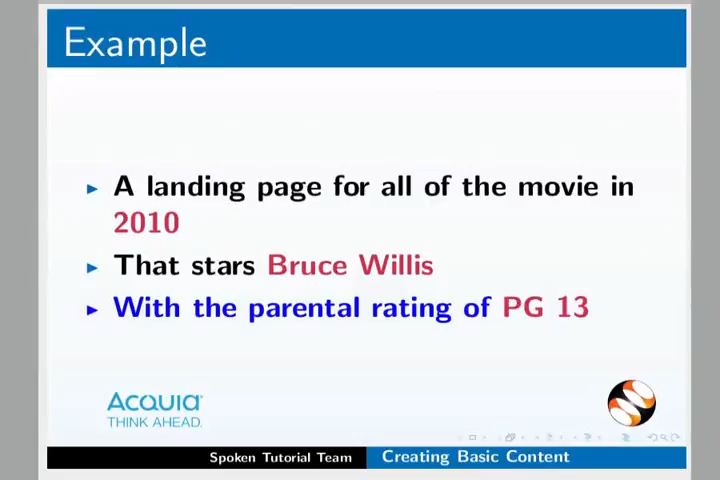 Example
A landing page for all of the movie in
2010
That stars Bruce Willis
With the parental rating of PG 13
Acquia
THINK AHEAD.
Spoken Tutorial Team
Creating Basic Content